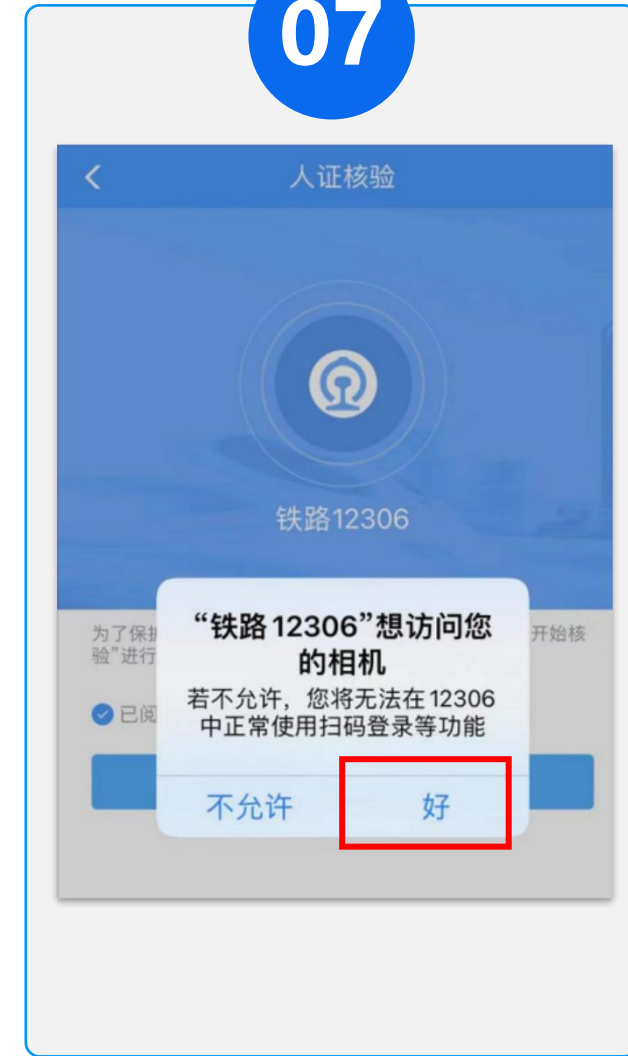 07
人证核验
铁路12306
为了保护
开始核
验”进行
“铁路12306”想访问您
的相机
若不允许，您将无法在12306
中正常使用扫码登录等功能
已阅
不允许
好